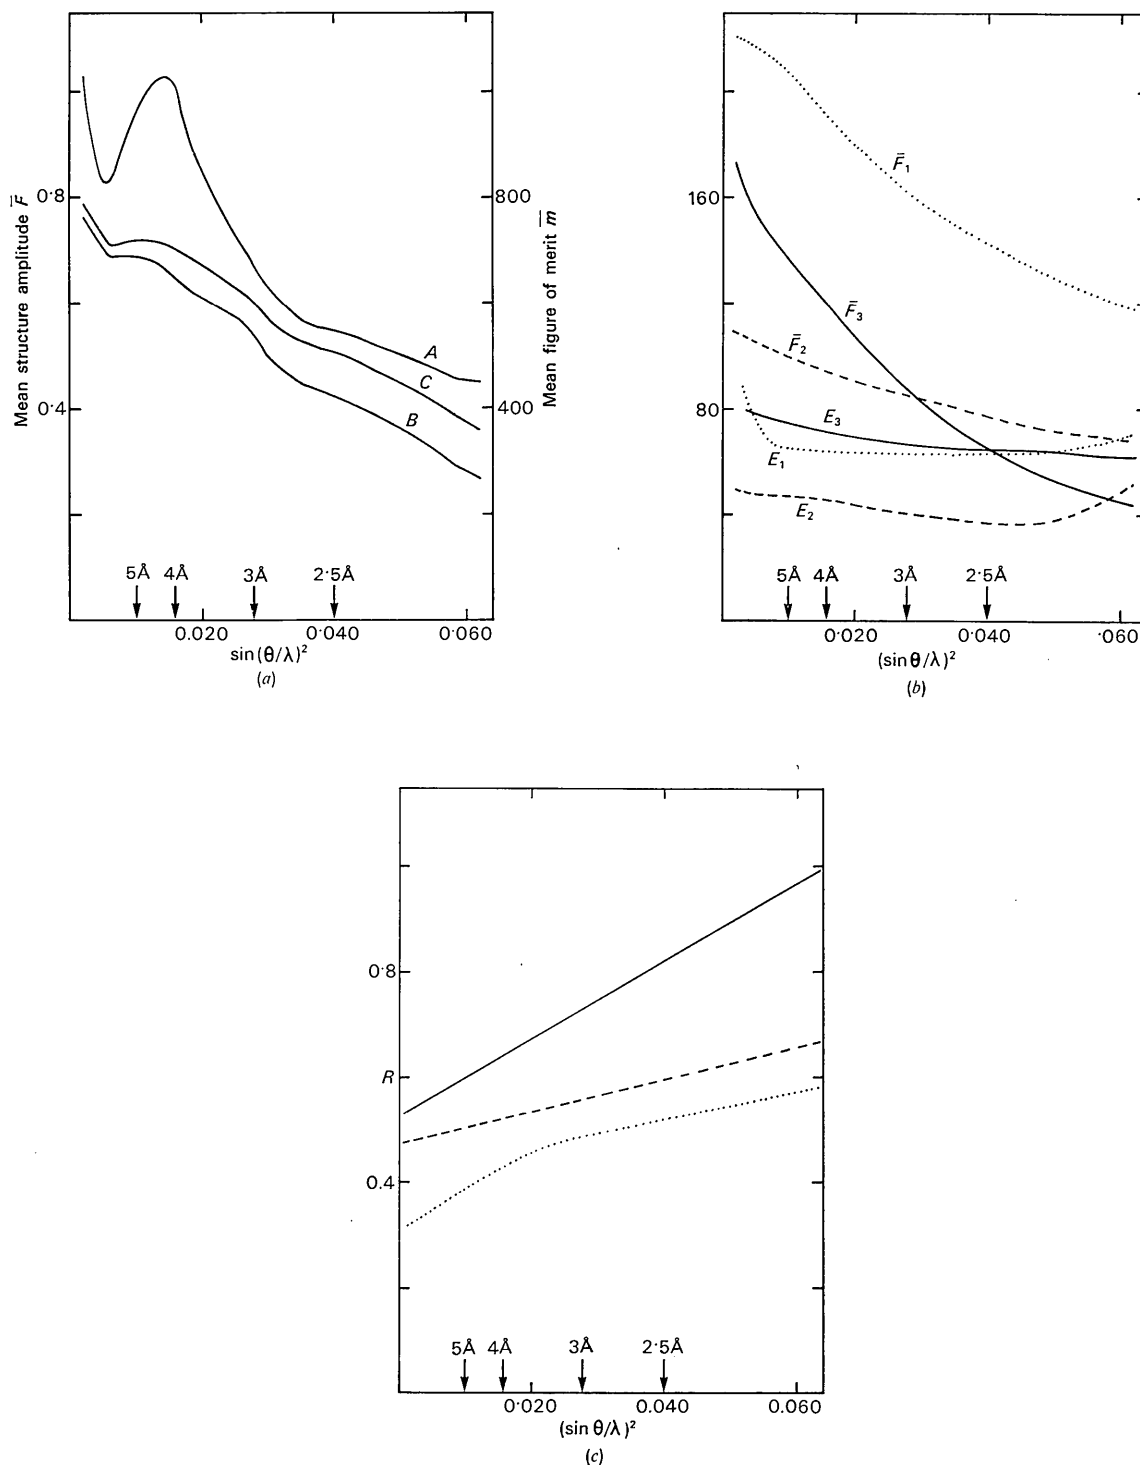 Mean structure amplitude F̄
0·8
0·4
800
400
Mean figure of merit m̄
A
C
B
5Å 4Å 3Å 2·5Å
0.020 0·040 0·060
sin(θ/λ)²
(a)
160
120
80
F̄₁
F̄₃
F̄₂
E₃
E₁
E₂
5Å 4Å 3Å 2·5Å
0·020 0·040 ·060
(sinθ/λ)²
(b)
0·8
R
0.4
5Å 4Å 3Å 2·5Å
0·020 0·040 0·060
(sinθ/λ)²
(c)